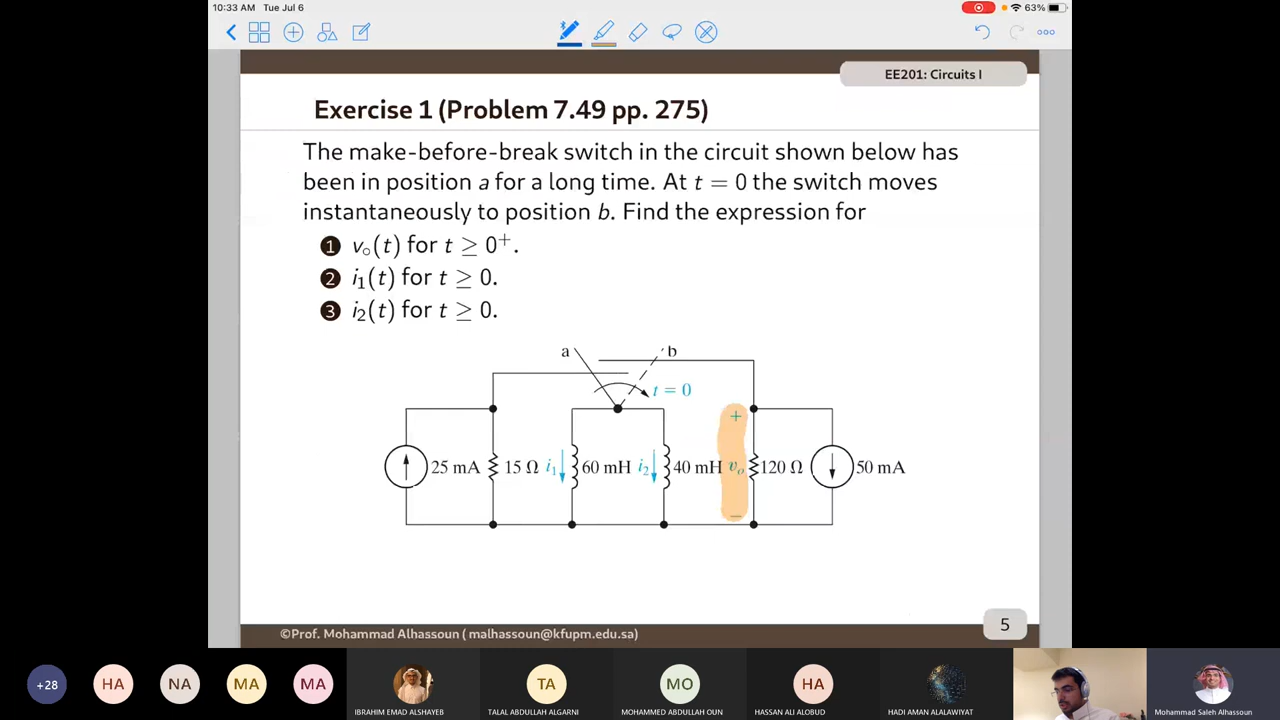 10:33 AM Tue Jul 6
63%
EE201: Circuits I
Exercise 1 (Problem 7.49 pp. 275)
The make-before-break switch in the circuit shown below has
been in position a for a long time. At t = 0 the switch moves
instantaneously to position b. Find the expression for
1 vₒ(t) for t ≥ 0⁺.
2 i₁(t) for t ≥ 0.
3 i₂(t) for t ≥ 0.
a
b
t = 0
+
25 mA
15 Ω
i₁
60 mH
i₂
40 mH
vₒ
120 Ω
50 mA
−
©Prof. Mohammad Alhassoun ( malhassoun@kfupm.edu.sa)
5
+28
HA
NA
MA
MA
TA
MO
HA
IBRAHIM EMAD ALSHAYEB
TALAL ABDULLAH ALGARNI
MOHAMMED ABDULLAH OUN
HASSAN ALI ALOBUD
HADI AMAN ALALAWIYAT
Mohammad Saleh Alhassoun